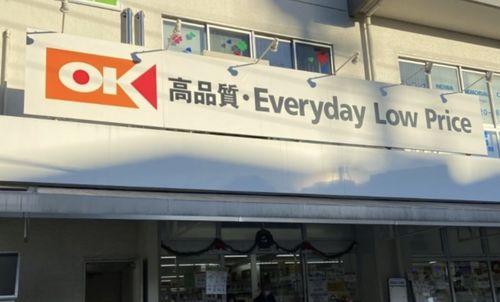 OK 高品質・Everyday Low Price